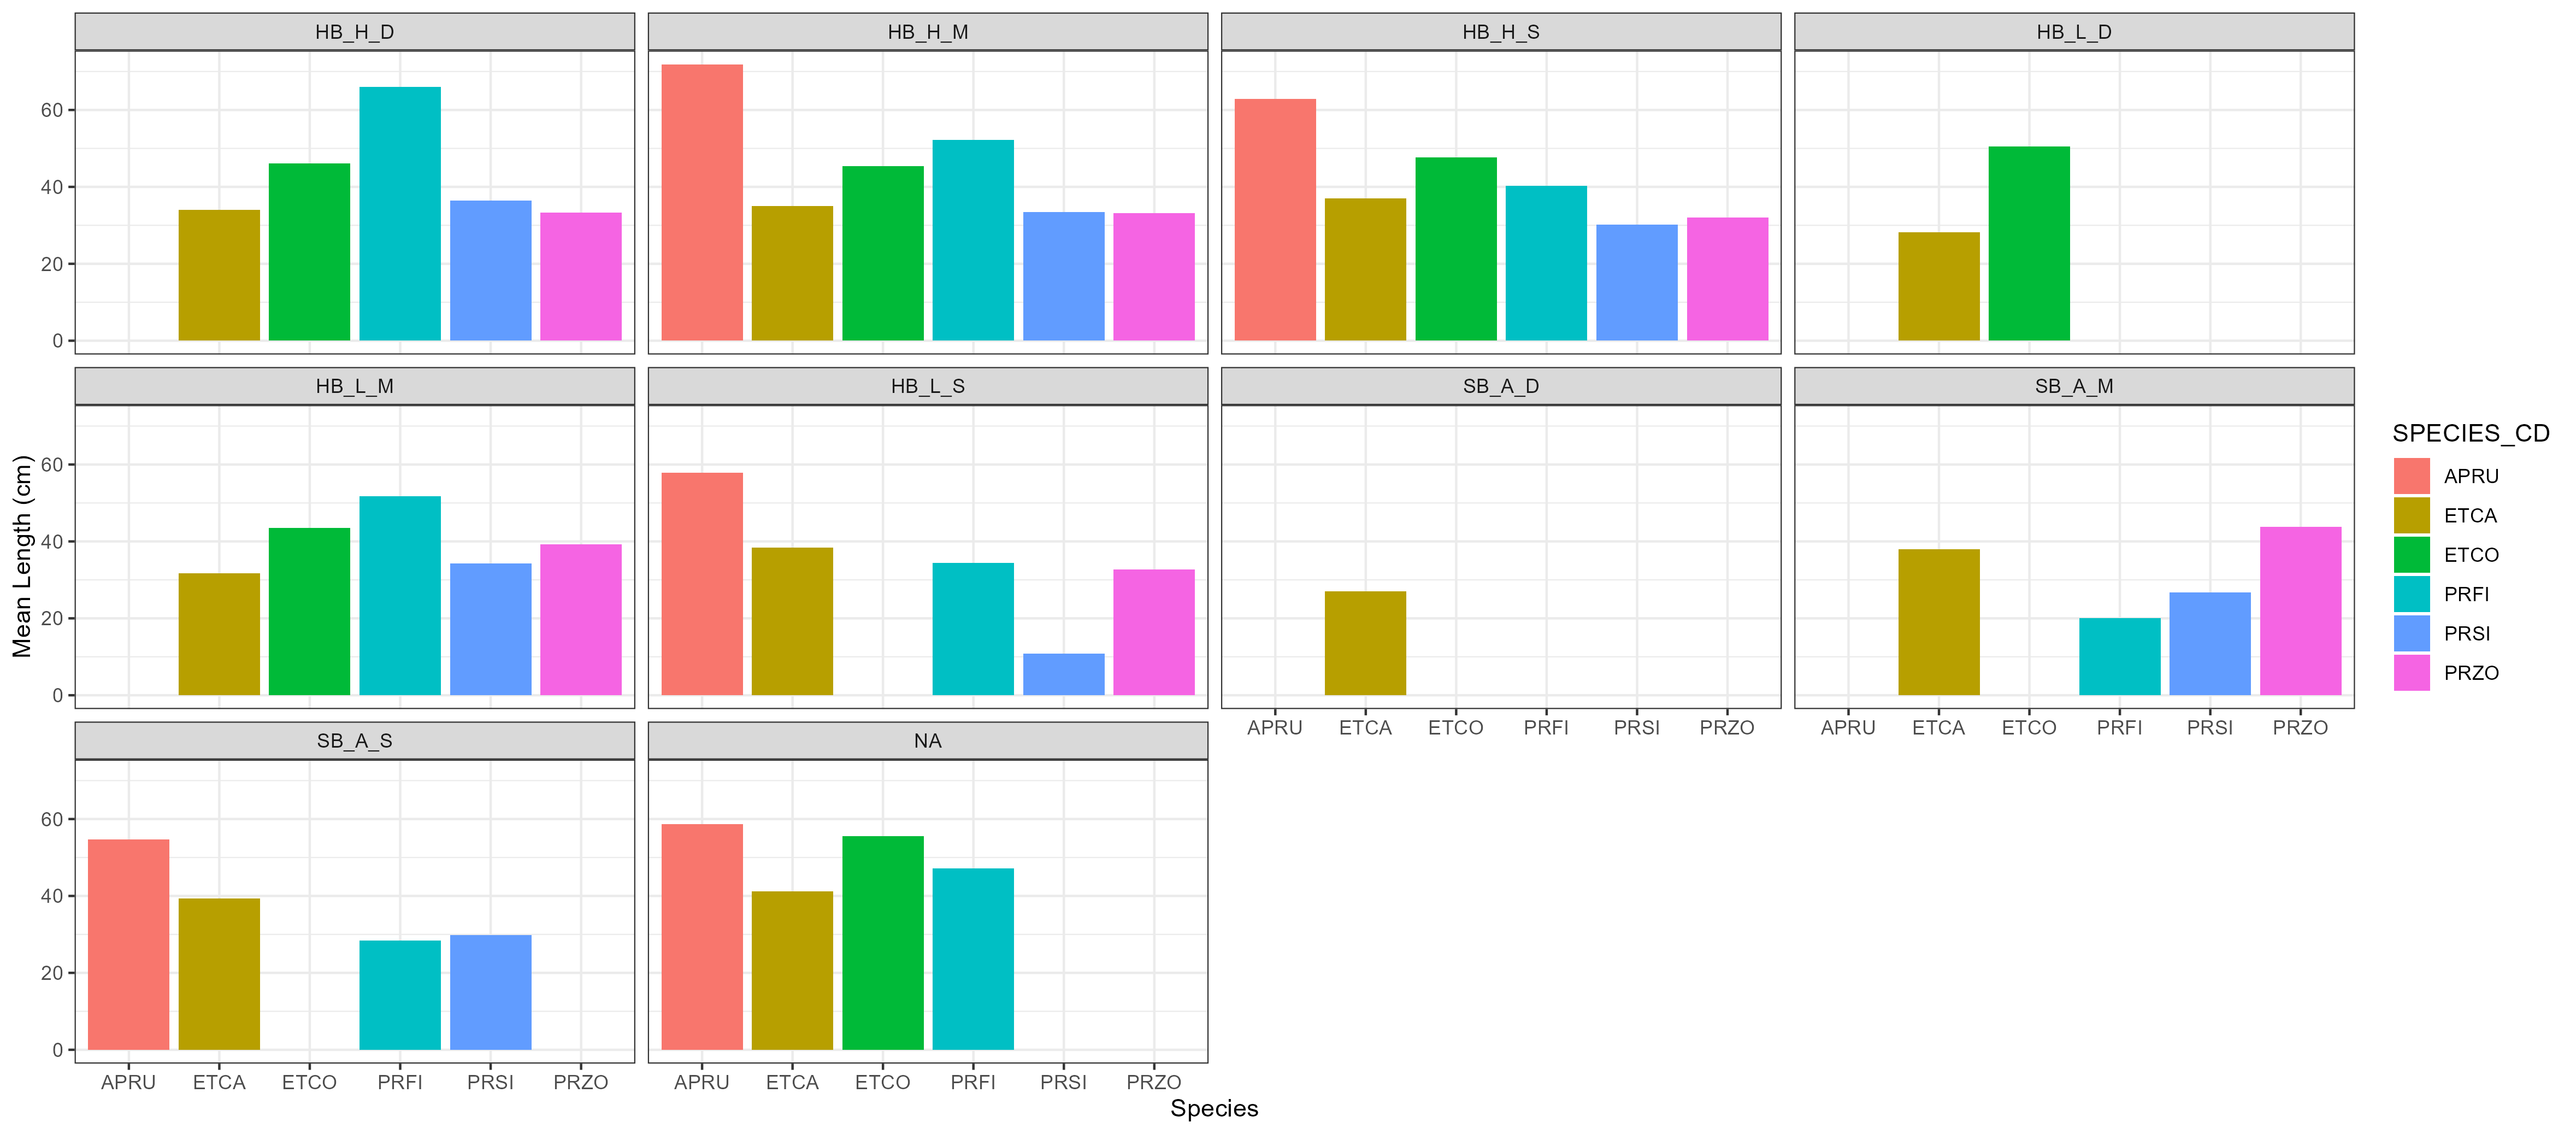 HB_H_D
HB_H_M
HB_H_S
HB_L_D
60
40
20
0
HB_L_M
HB_L_S
SB_A_D
SB_A_M
60
40
20
0
APRU ETCA ETCO PRFI PRSI PRZO
APRU ETCA ETCO PRFI PRSI PRZO
SB_A_S
NA
60
40
20
0
APRU ETCA ETCO PRFI PRSI PRZO
APRU ETCA ETCO PRFI PRSI PRZO
Mean Length (cm)
Species
SPECIES_CD
APRU
ETCA
ETCO
PRFI
PRSI
PRZO